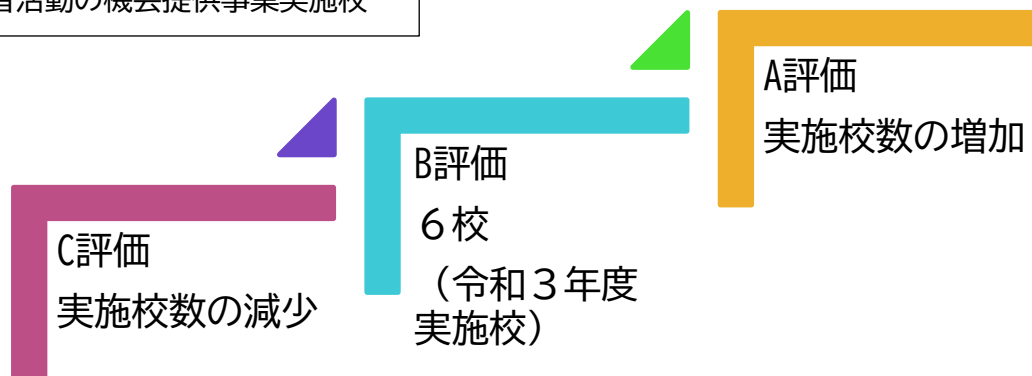 活動の機会提供事業実施校
A評価
実施校数の増加
B評価
６校
（令和３年度
実施校）
C評価
実施校数の減少